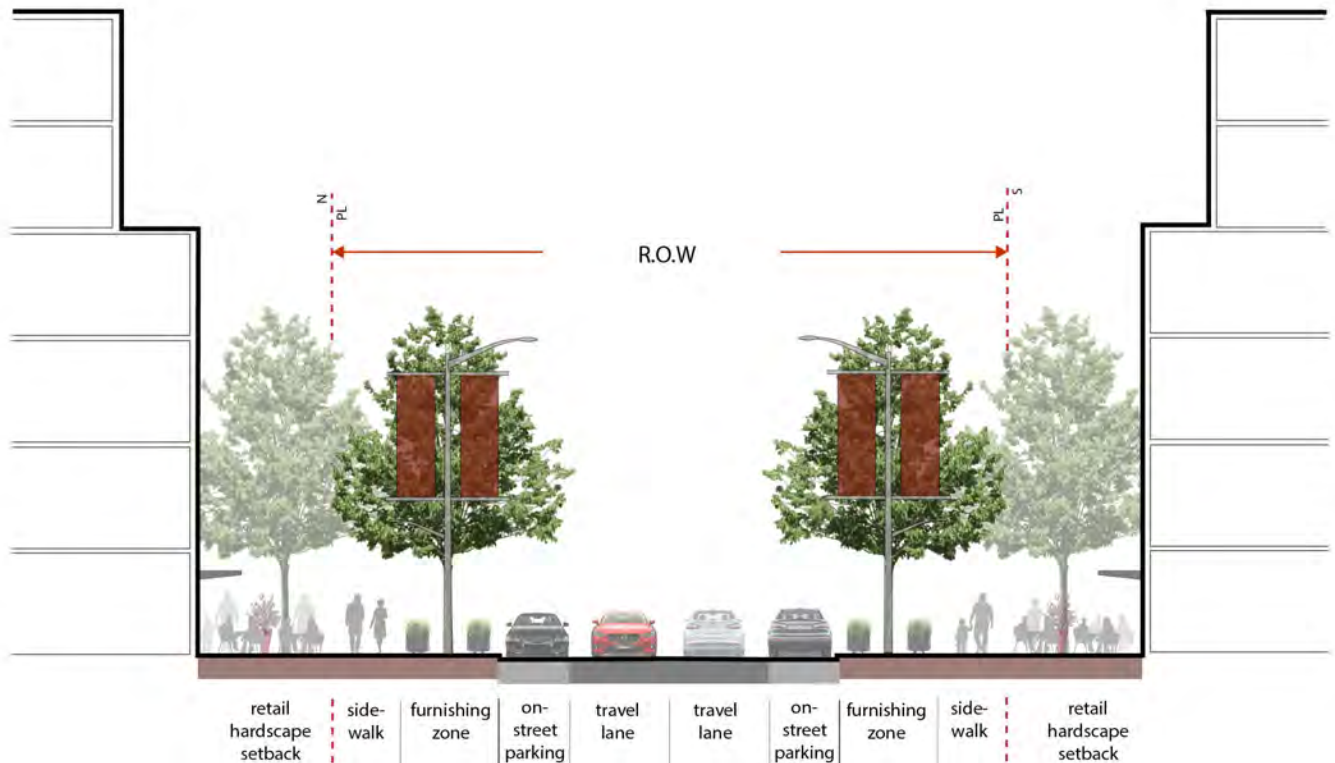 N
PL
S
PL
R.O.W
retail
hardscape
setback
side-
walk
furnishing
zone
on-
street
parking
travel
lane
travel
lane
on-
street
parking
furnishing
zone
side-
walk
retail
hardscape
setback